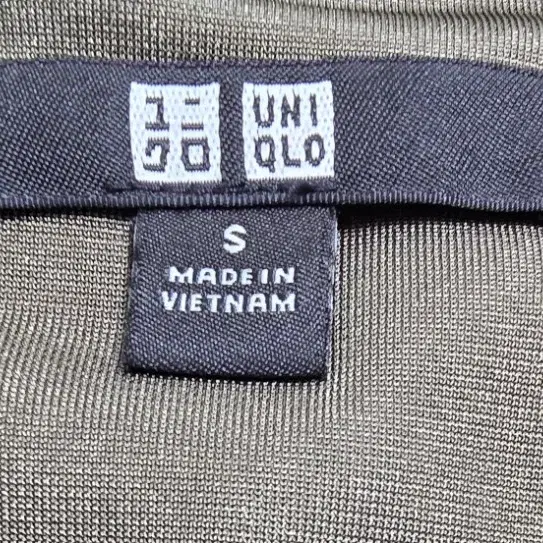 ユニ
クロ
UNI
QLO
S
MADE IN
VIETNAM